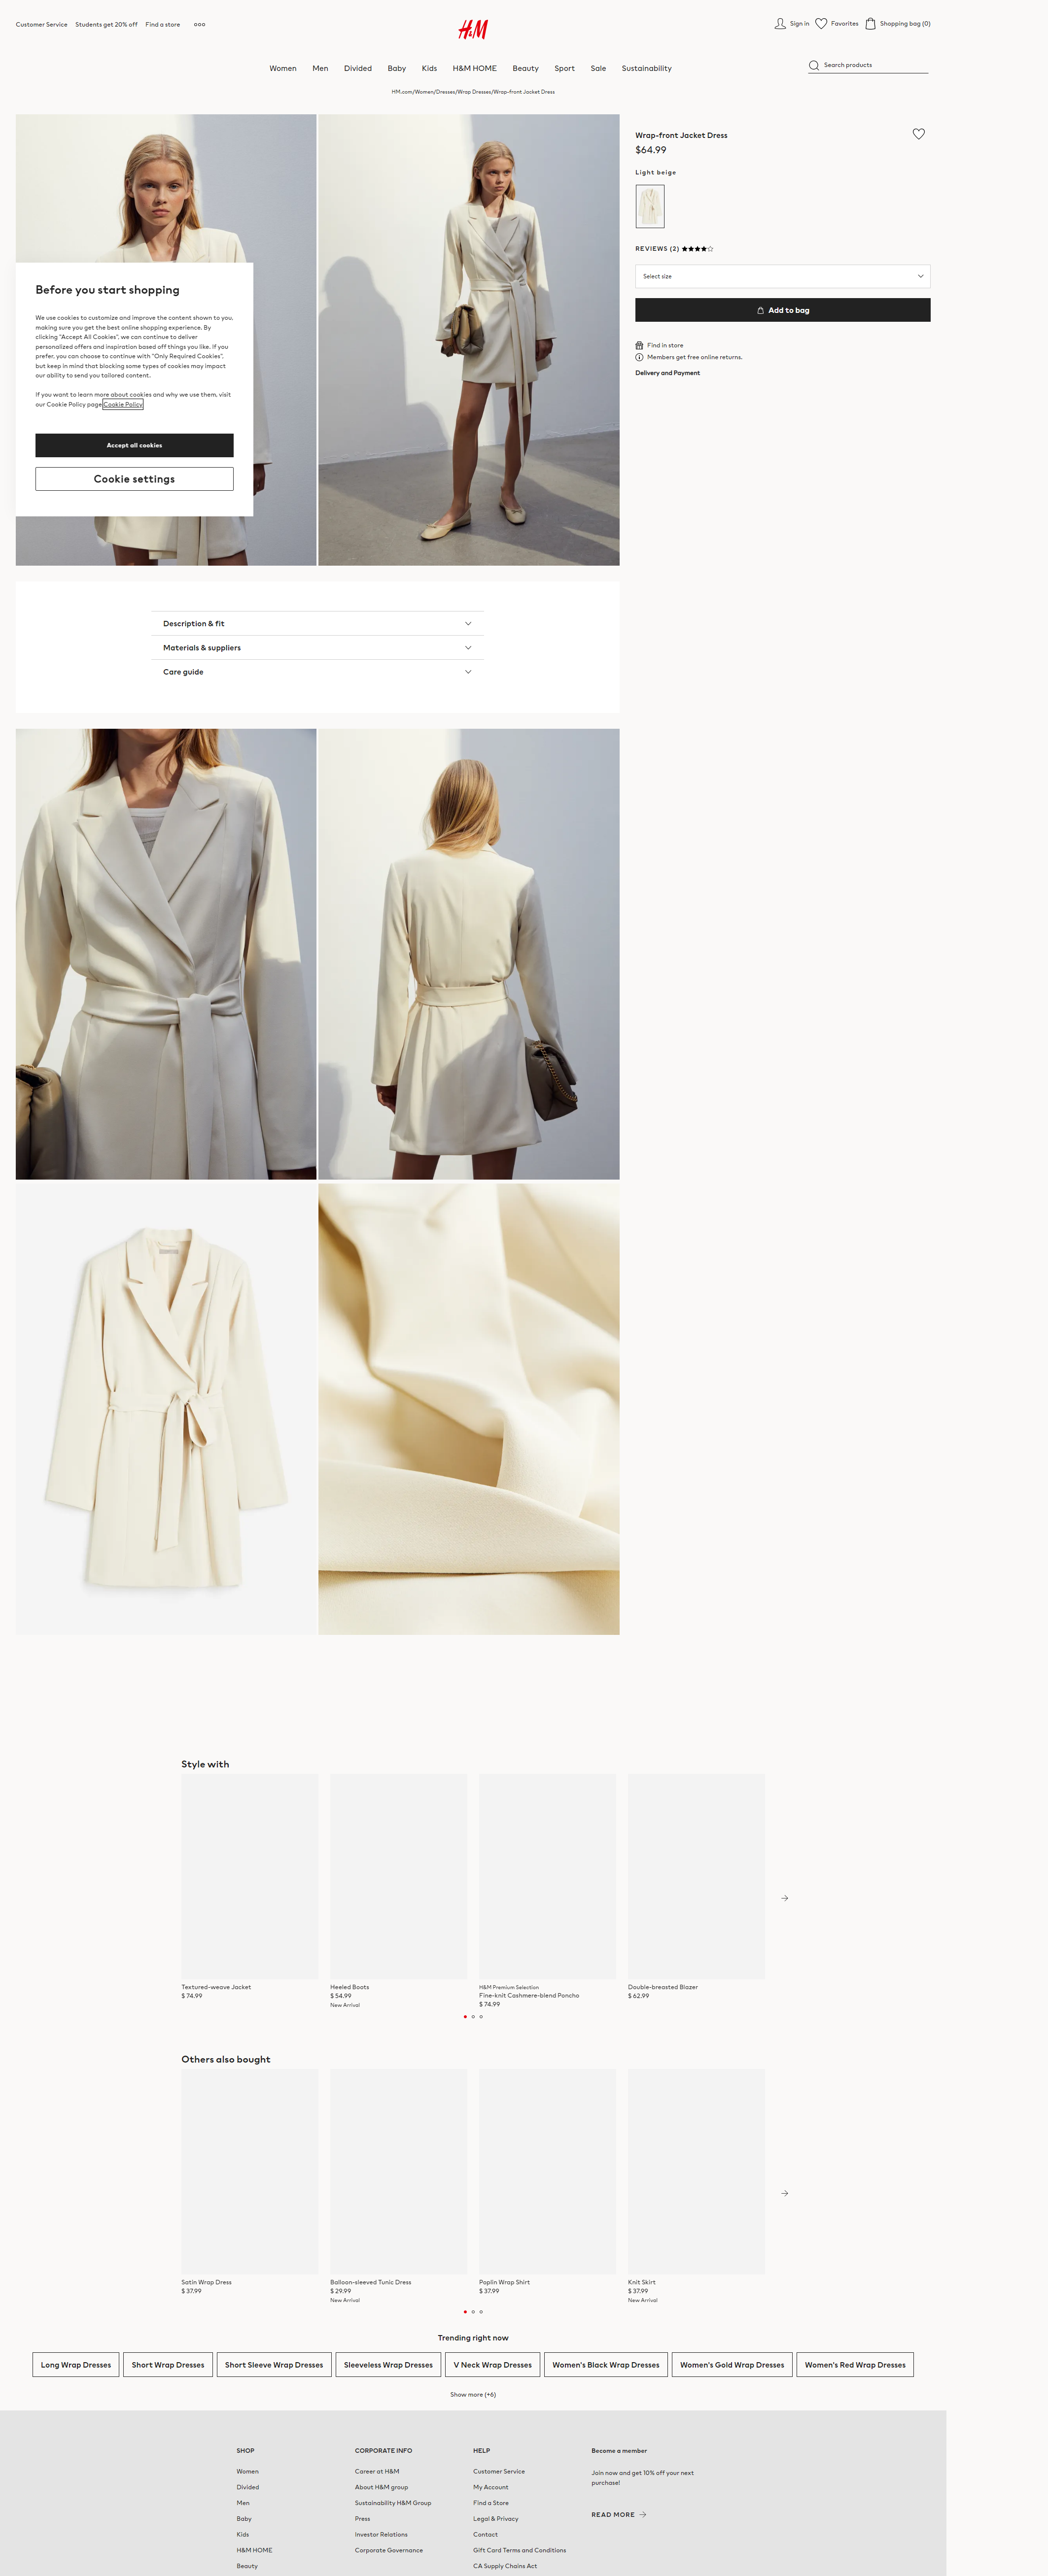 Customer Service Students get 20% off Find a store
H&M
Sign in Favorites Shopping bag (0)
Women Men Divided Baby Kids H&M HOME Beauty Sport Sale Sustainability
Search products
HM.com/Women/Dresses/Wrap Dresses/Wrap-front Jacket Dress
Wrap-front Jacket Dress
$64.99
Light beige
REVIEWS (2)
Select size
Add to bag
Find in store
Members get free online returns.
Delivery and Payment
Before you start shopping
We use cookies to customize and improve the content shown to you,
making sure you get the best online shopping experience. By
clicking "Accept All Cookies", we can continue to deliver
personalized offers and inspiration based off things you like. If you
prefer, you can choose to continue with "Only Required Cookies",
but keep in mind that blocking some types of cookies may impact
our ability to send you tailored content.
If you want to learn more about cookies and why we use them, visit
our Cookie Policy page Cookie Policy
Accept all cookies
Cookie settings
Description & fit
Materials & suppliers
Care guide
Style with
Textured-weave Jacket
$ 74.99
Heeled Boots
$ 54.99
New Arrival
H&M Premium Selection
Fine-knit Cashmere-blend Poncho
$ 74.99
Double-breasted Blazer
$ 62.99
Others also bought
Satin Wrap Dress
$ 37.99
Balloon-sleeved Tunic Dress
$ 29.99
New Arrival
Poplin Wrap Shirt
$ 37.99
Knit Skirt
$ 37.99
New Arrival
Trending right now
Long Wrap Dresses Short Wrap Dresses Short Sleeve Wrap Dresses Sleeveless Wrap Dresses V Neck Wrap Dresses Women's Black Wrap Dresses Women's Gold Wrap Dresses Women's Red Wrap Dresses
Show more (+6)
SHOP
Women
Divided
Men
Baby
Kids
H&M HOME
Beauty
CORPORATE INFO
Career at H&M
About H&M group
Sustainability H&M Group
Press
Investor Relations
Corporate Governance
HELP
Customer Service
My Account
Find a Store
Legal & Privacy
Contact
Gift Card Terms and Conditions
CA Supply Chains Act
Become a member
Join now and get 10% off your next
purchase!
READ MORE